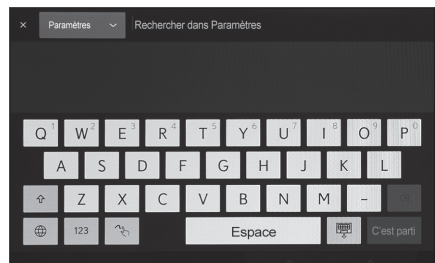 × Paramètres Rechercher dans Paramètres
Q 1 W 2 E 3 R 4 T 5 Y 6 U 7 I 8 O 9 P 0
A S D F G H J K L
Z X C V B N M -
123 Espace C'est parti